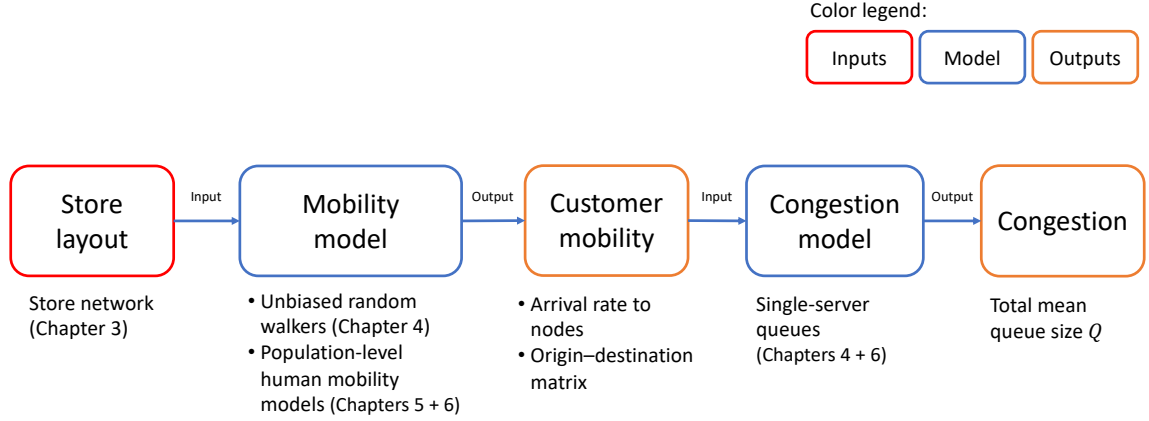 Color legend:
Inputs
Model
Outputs
Store
layout
Input
Mobility
model
Output
Customer
mobility
Input
Congestion
model
Output
Congestion
Store network
(Chapter 3)
• Unbiased random
walkers (Chapter 4)
• Population-level
human mobility
models (Chapters 5 + 6)
• Arrival rate to
nodes
• Origin–destination
matrix
Single-server
queues
(Chapters 4 + 6)
Total mean
queue size Q